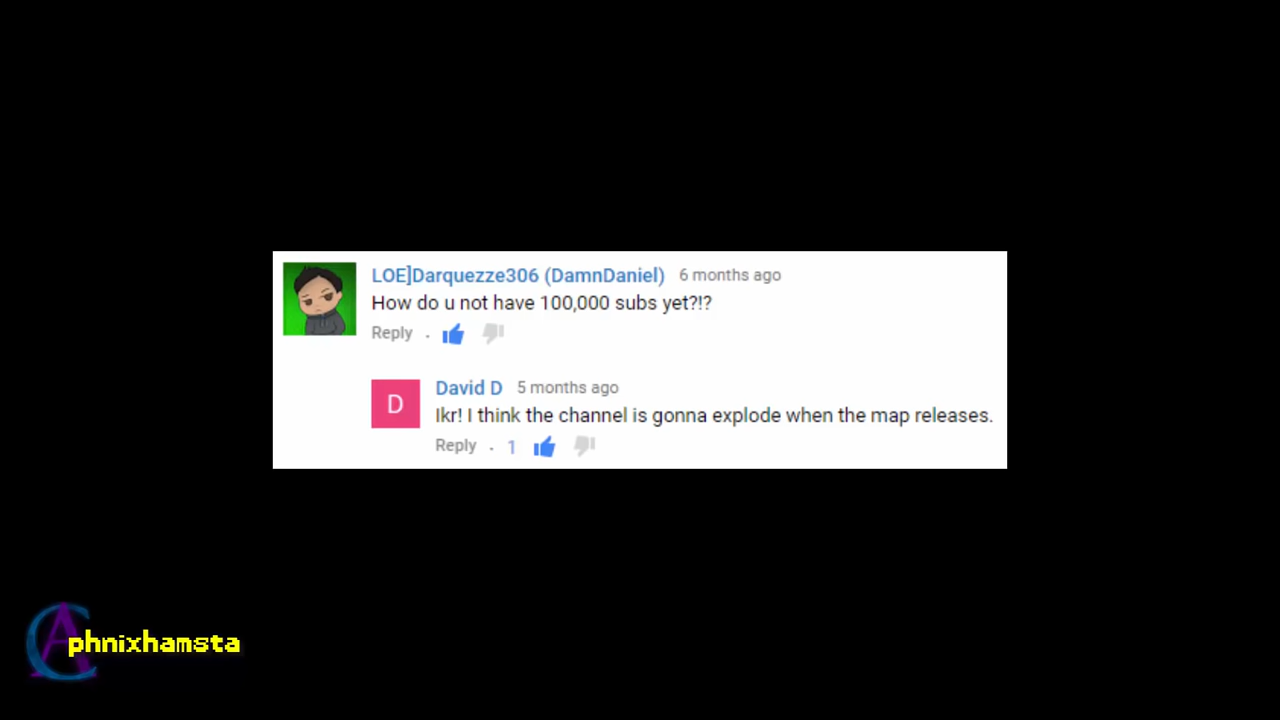 LOE]Darquezze306 (DamnDaniel) 6 months ago
How do u not have 100,000 subs yet?!?
Reply .
D
David D 5 months ago
Ikr! I think the channel is gonna explode when the map releases.
Reply . 1
CA
phnixhamsta